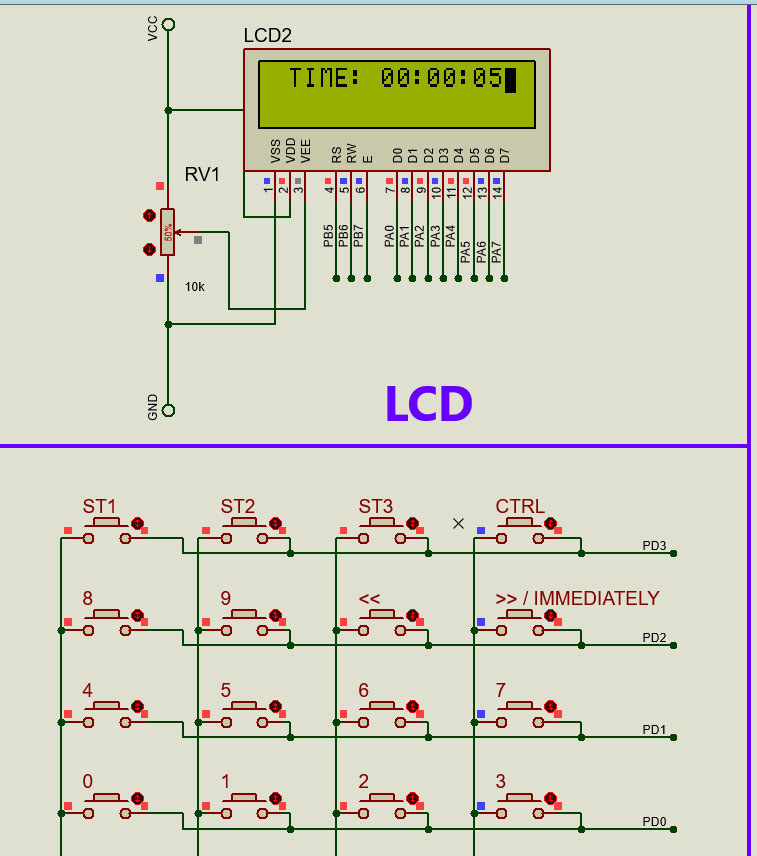 VCC
LCD2
TIME: 00:00:05
VSS VDD VEE RS RW E D0 D1 D2 D3 D4 D5 D6 D7
1 2 3 4 5 6 7 8 9 10 11 12 13 14
RV1
50%
10k
PB5 PB6 PB7 PA0 PA1 PA2 PA3 PA4 PA5 PA6 PA7
GND
LCD
ST1 ST2 ST3 CTRL
PD3
8 9 << >> / IMMEDIATELY
PD2
4 5 6 7
PD1
0 1 2 3
PD0